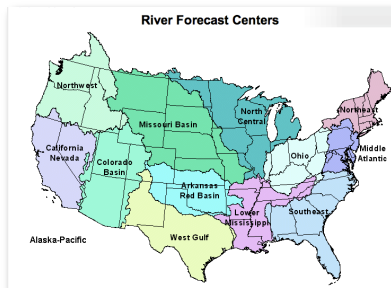 River Forecast Centers
Northwest
North
Central
Northeast
Missouri Basin
California
Nevada
Ohio
Middle
Atlantic
Colorado
Basin
Arkansas
Red Basin
Lower
Mississippi
Southeast
Alaska-Pacific
West Gulf